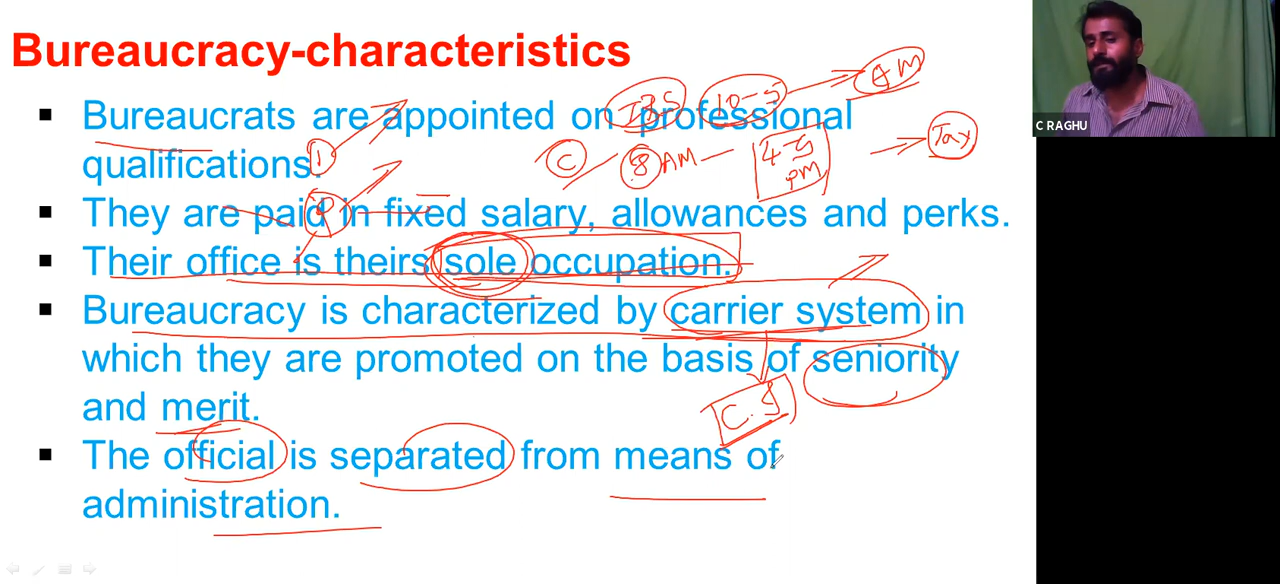 Bureaucracy-characteristics
▪ Bureaucrats are appointed on professional
qualifications.
▪ They are paid in fixed salary, allowances and perks.
▪ Their office is theirs sole occupation.
▪ Bureaucracy is characterized by carrier system in
which they are promoted on the basis of seniority
and merit.
▪ The official is separated from means of
administration.
10-5 AM
C 8 AM 4-5 PM Tax
1
C.S
C RAGHU